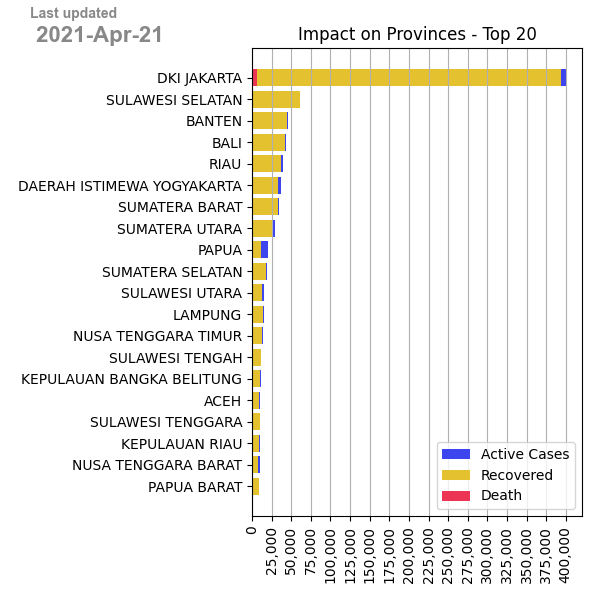 Last updated
2021-Apr-21
Impact on Provinces - Top 20
DKI JAKARTA
SULAWESI SELATAN
BANTEN
BALI
RIAU
DAERAH ISTIMEWA YOGYAKARTA
SUMATERA BARAT
SUMATERA UTARA
PAPUA
SUMATERA SELATAN
SULAWESI UTARA
LAMPUNG
NUSA TENGGARA TIMUR
SULAWESI TENGAH
KEPULAUAN BANGKA BELITUNG
ACEH
SULAWESI TENGGARA
KEPULAUAN RIAU
NUSA TENGGARA BARAT
PAPUA BARAT
Active Cases
Recovered
Death
0
25,000
50,000
75,000
100,000
125,000
150,000
175,000
200,000
225,000
250,000
275,000
300,000
325,000
350,000
375,000
400,000